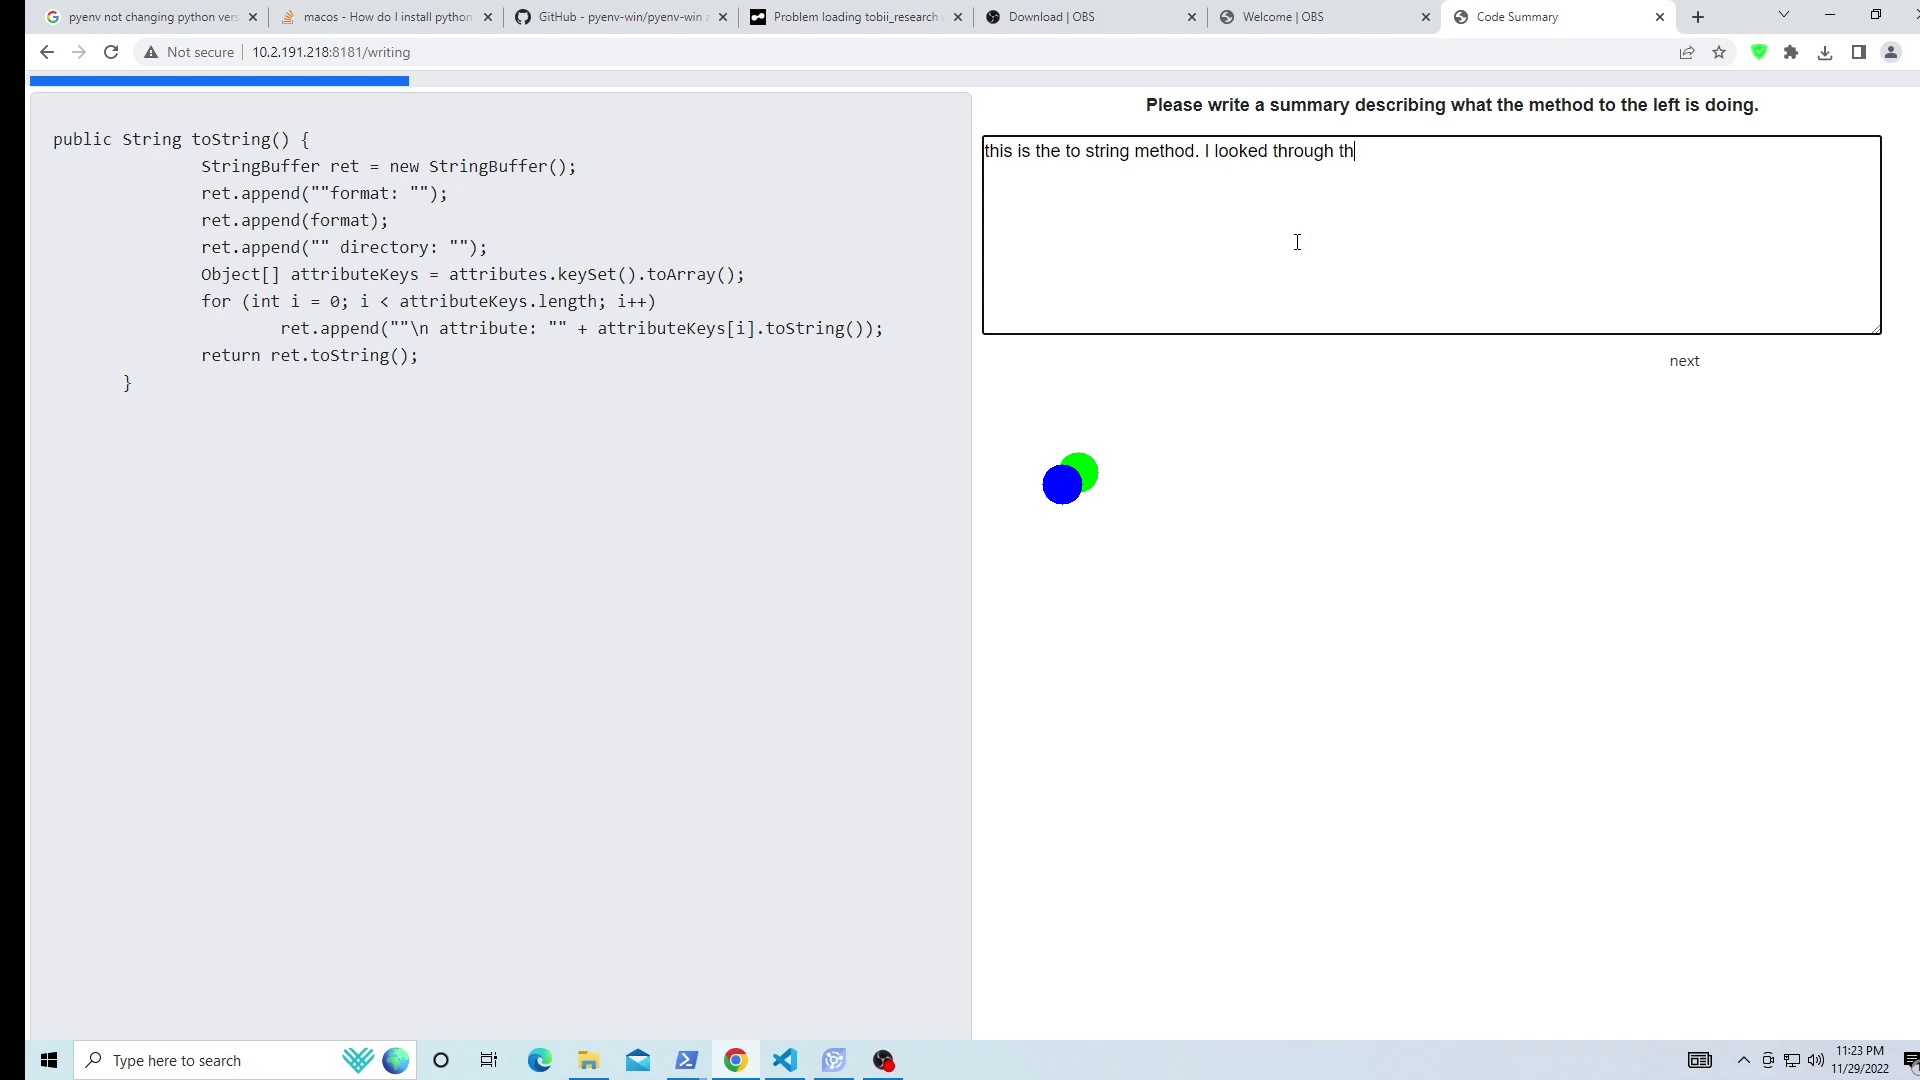 pyenv not changing python vers
macos - How do I install python
GitHub - pyenv-win/pyenv-win a
Problem loading tobii_research
Download | OBS
Welcome | OBS
Code Summary
Not secure
10.2.191.218:8181/writing
public String toString() {
StringBuffer ret = new StringBuffer();
ret.append(""format: "");
ret.append(format);
ret.append("" directory: "");
Object[] attributeKeys = attributes.keySet().toArray();
for (int i = 0; i < attributeKeys.length; i++)
ret.append(""\n attribute: "" + attributeKeys[i].toString());
return ret.toString();
}
Please write a summary describing what the method to the left is doing.
this is the to string method. I looked through th
next
Type here to search
11:23 PM
11/29/2022